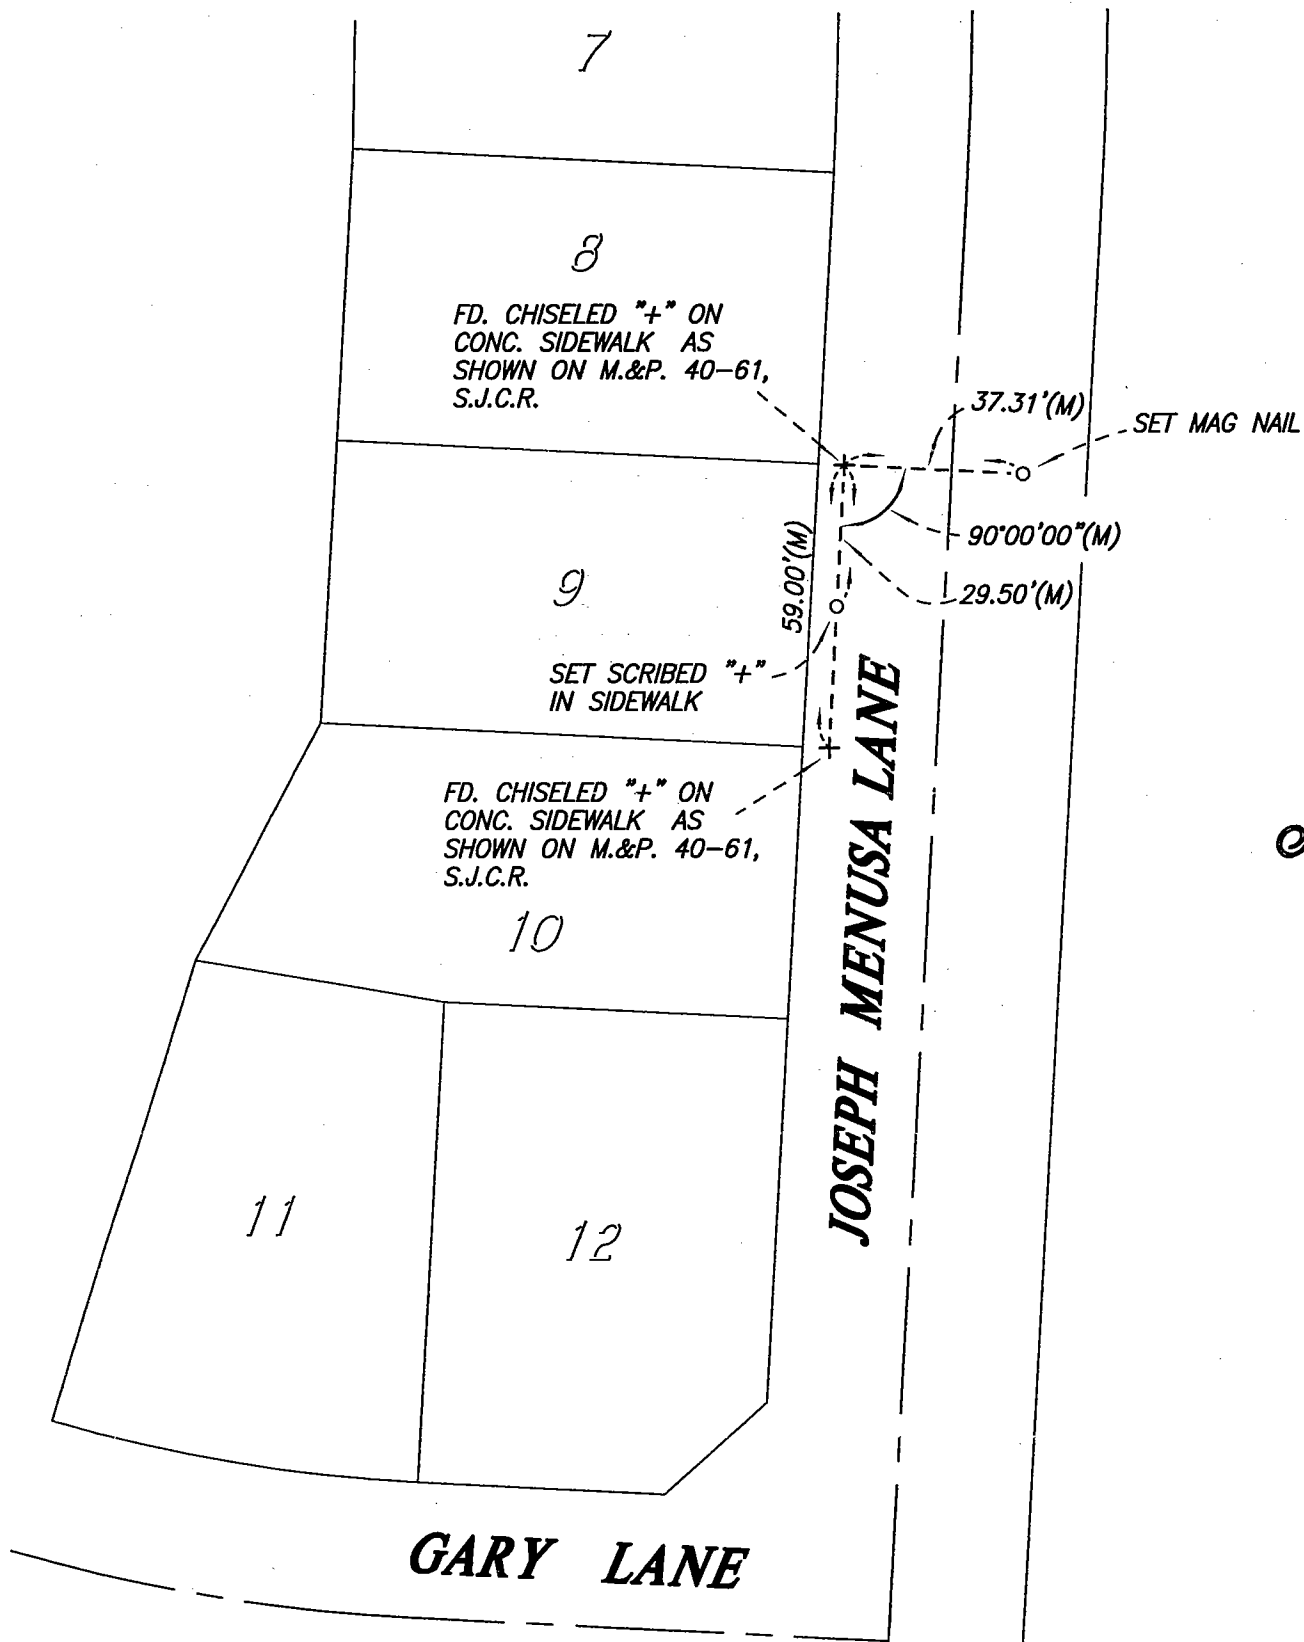 7
8
FD. CHISELED "+" ON
CONC. SIDEWALK AS
SHOWN ON M.&P. 40-61,
S.J.C.R.
37.31'(M)
SET MAG NAIL
90°00'00"(M)
59.00'(M)
9
29.50'(M)
SET SCRIBED "+"
IN SIDEWALK
FD. CHISELED "+" ON
CONC. SIDEWALK AS
SHOWN ON M.&P. 40-61,
S.J.C.R.
JOSEPH MENUSA LANE
10
11
12
GARY LANE